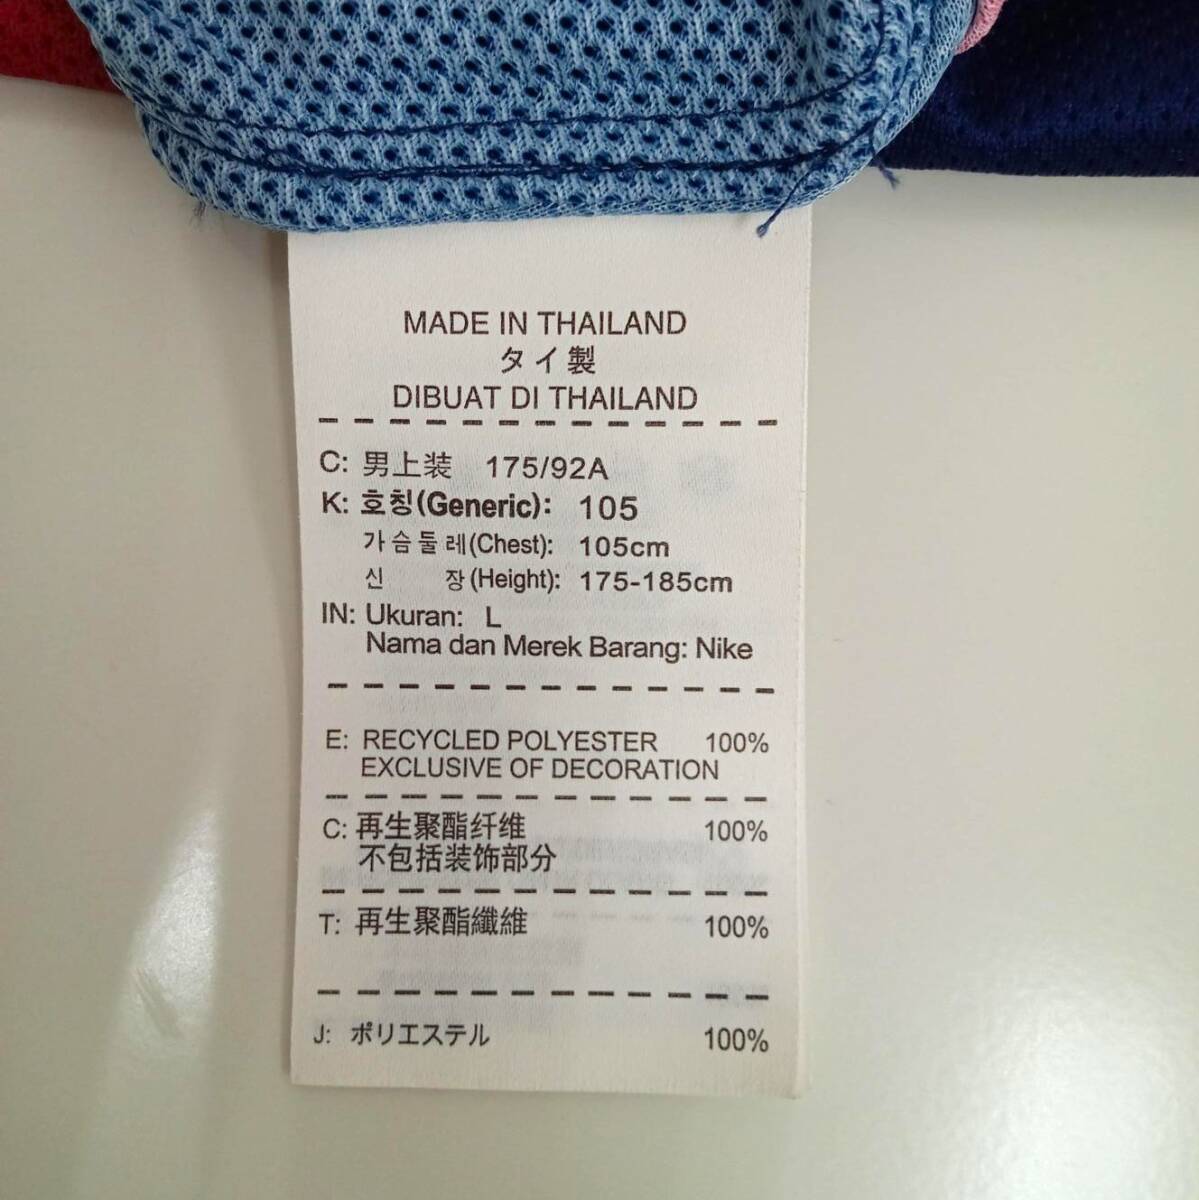 MADE IN THAILAND
タイ製
DIBUAT DI THAILAND
C: 男上装 175/92A
K: 호칭(Generic): 105
가슴둘레(Chest): 105cm
신 장(Height): 175-185cm
IN: Ukuran: L
Nama dan Merek Barang: Nike
E: RECYCLED POLYESTER 100%
EXCLUSIVE OF DECORATION
C: 再生聚酯纤维 100%
不包括装饰部分
T: 再生聚酯纖維 100%
J: ポリエステル 100%